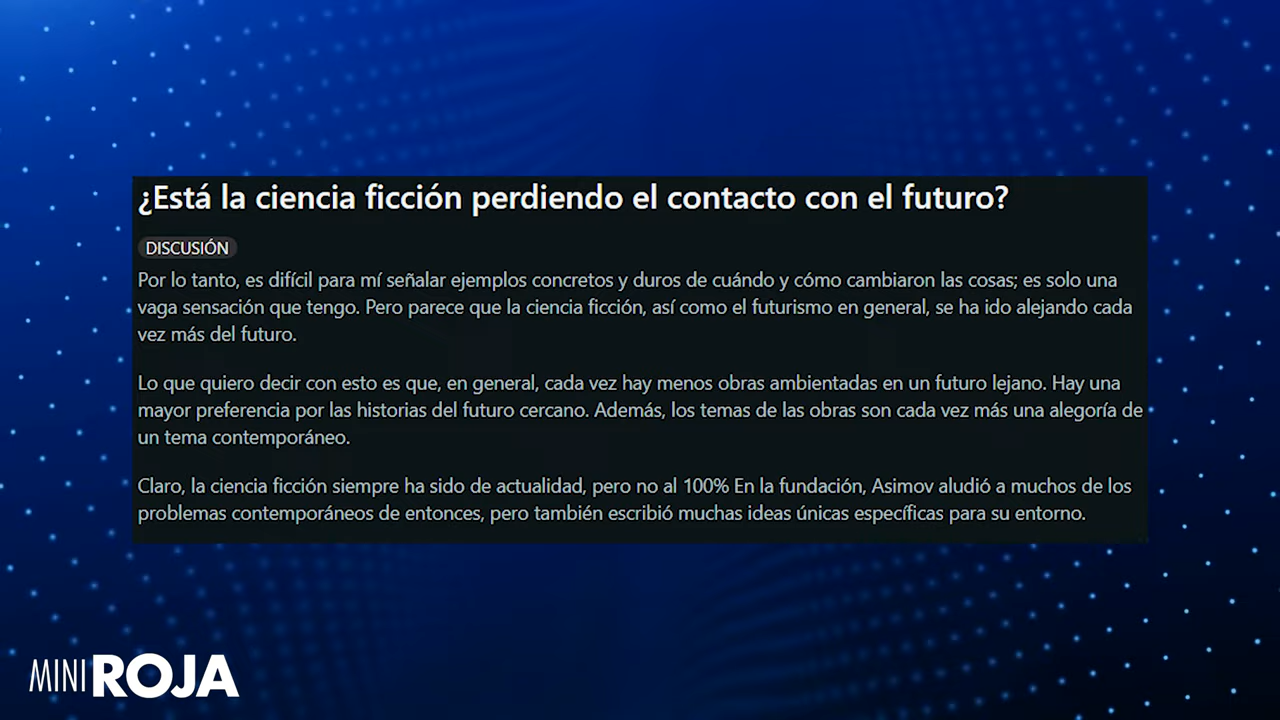 ¿Está la ciencia ficción perdiendo el contacto con el futuro?
DISCUSIÓN
Por lo tanto, es difícil para mí señalar ejemplos concretos y duros de cuándo y cómo cambiaron las cosas; es solo una
vaga sensación que tengo. Pero parece que la ciencia ficción, así como el futurismo en general, se ha ido alejando cada
vez más del futuro.
Lo que quiero decir con esto es que, en general, cada vez hay menos obras ambientadas en un futuro lejano. Hay una
mayor preferencia por las historias del futuro cercano. Además, los temas de las obras son cada vez más una alegoría de
un tema contemporáneo.
Claro, la ciencia ficción siempre ha sido de actualidad, pero no al 100% En la fundación, Asimov aludió a muchos de los
problemas contemporáneos de entonces, pero también escribió muchas ideas únicas específicas para su entorno.
MINI ROJA